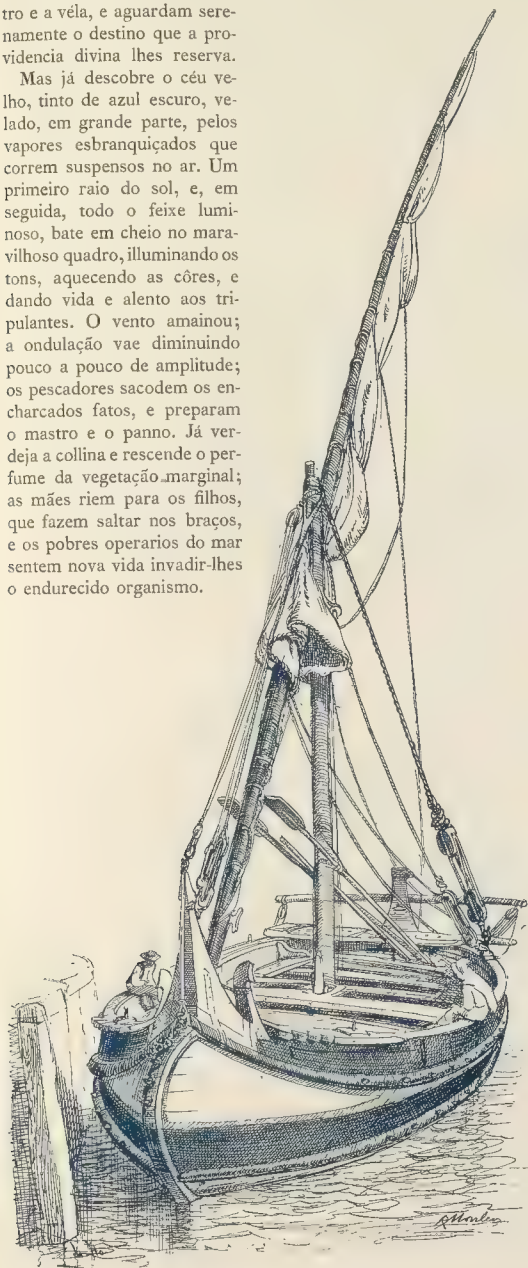 tro e a véla, e aguardam sere-
namente o destino que a pro-
videncia divina lhes reserva.
Mas já descobre o céu ve-
lho, tinto de azul escuro, ve-
lado, em grande parte, pelos
vapores esbranquiçados que
correm suspensos no ar. Um
primeiro raio do sol, e, em
seguida, todo o feixe lumi-
noso, bate em cheio no mara-
vilhoso quadro, illuminando os
tons, aquecendo as côres, e
dando vida e alento aos tri-
pulantes. O vento amainou;
a ondulação vae diminuindo
pouco a pouco de amplitude;
os pescadores sacodem os en-
charcados fatos, e preparam
o mastro e o panno. Já ver-
deja a collina e rescende o per-
fume da vegetação marginal;
as mães riem para os filhos,
que fazem saltar nos braços,
e os pobres operarios do mar
sentem nova vida invadir-lhes
o endurecido organismo.